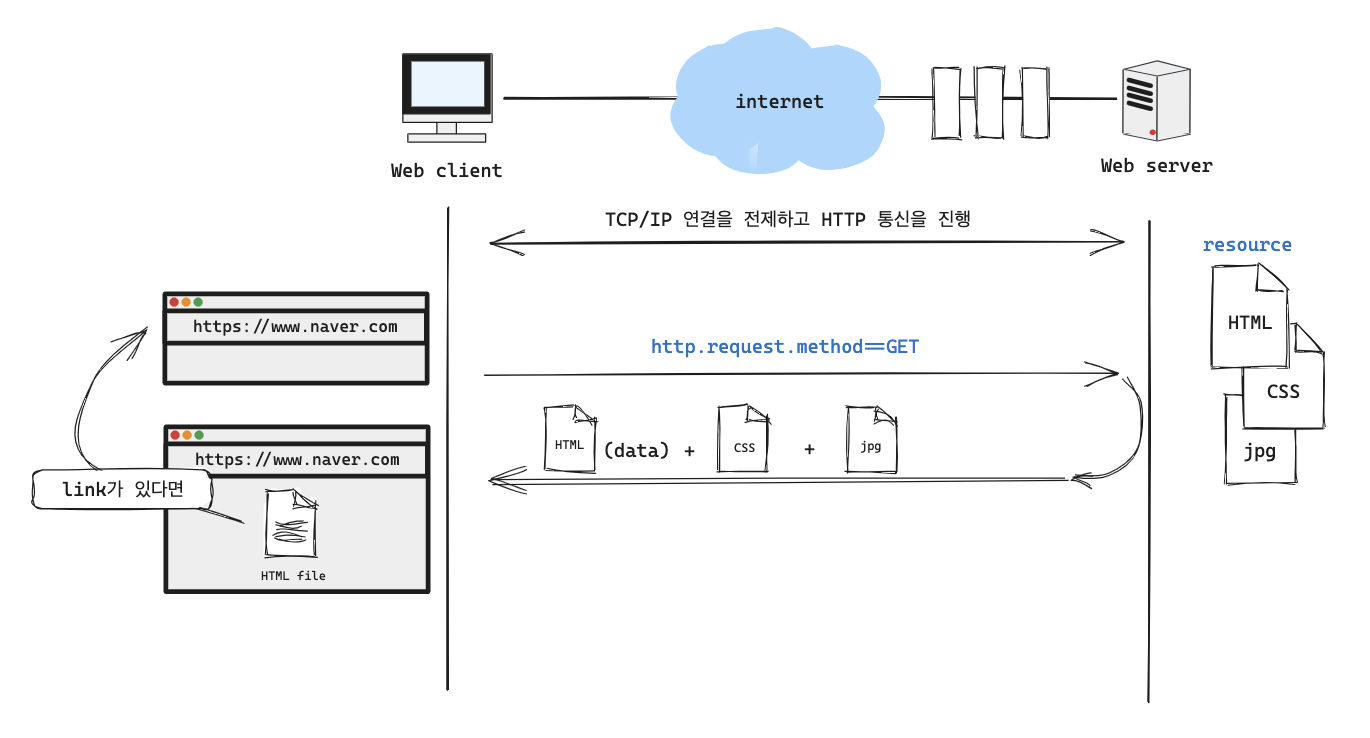 internet
Web client
Web server
TCP/IP 연결을 전제하고 HTTP 통신을 진행
resource
HTML
CSS
jpg
https://www.naver.com
http.request.method==GET
HTML
(data)
+
CSS
+
jpg
https://www.naver.com
link가 있다면
HTML file